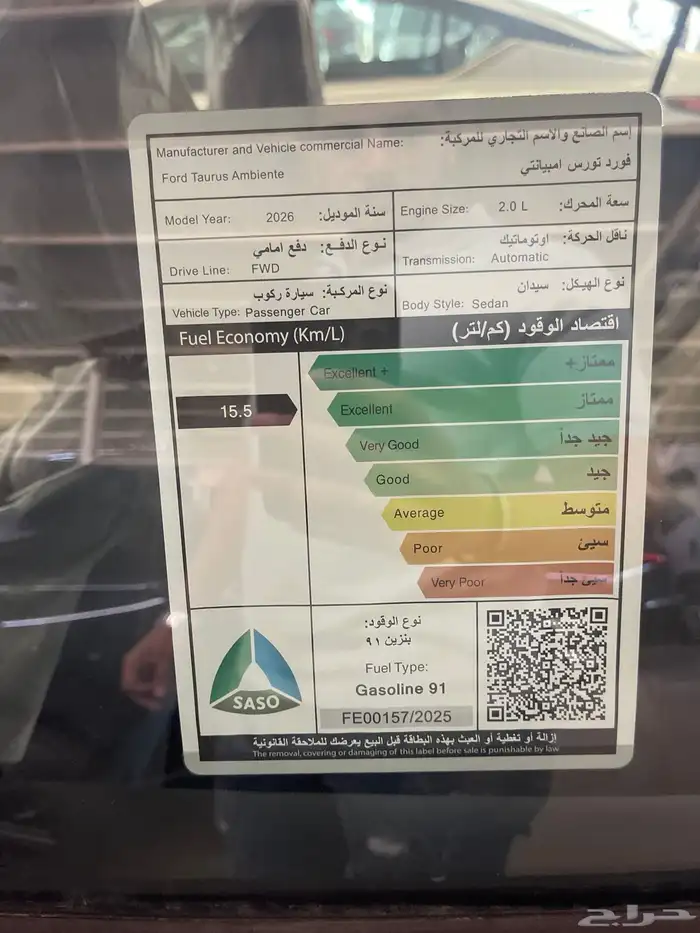 إسم الصانع والاسم التجاري للمركبة:
Manufacturer and Vehicle commercial Name:
فورد تورس امبيانتي
Ford Taurus Ambiente
Model Year: 2026 سنة الموديل:
Engine Size: 2.0 L سعة المحرك:
نوع الدفع: دفع امامي
Drive Line: FWD
ناقل الحركة: اوتوماتيك
Transmission: Automatic
نوع المركبة: سيارة ركوب
Vehicle Type: Passenger Car
نوع الهيكل: سيدان
Body Style: Sedan
Fuel Economy (Km/L) اقتصاد الوقود (كم/لتر)
Excellent + ممتاز+
15.5
Excellent ممتاز
Very Good جيد جداً
Good جيد
Average متوسط
Poor سيئ
Very Poor سيئ جداً
نوع الوقود:
بنزين ٩١
Fuel Type:
Gasoline 91
FE00157/2025
SASO
إزالة أو تغطية أو العبث بهذه البطاقة قبل البيع يعرضك للملاحقة القانونية
The removal, covering or damaging of this label before sale is punishable by law
حراج